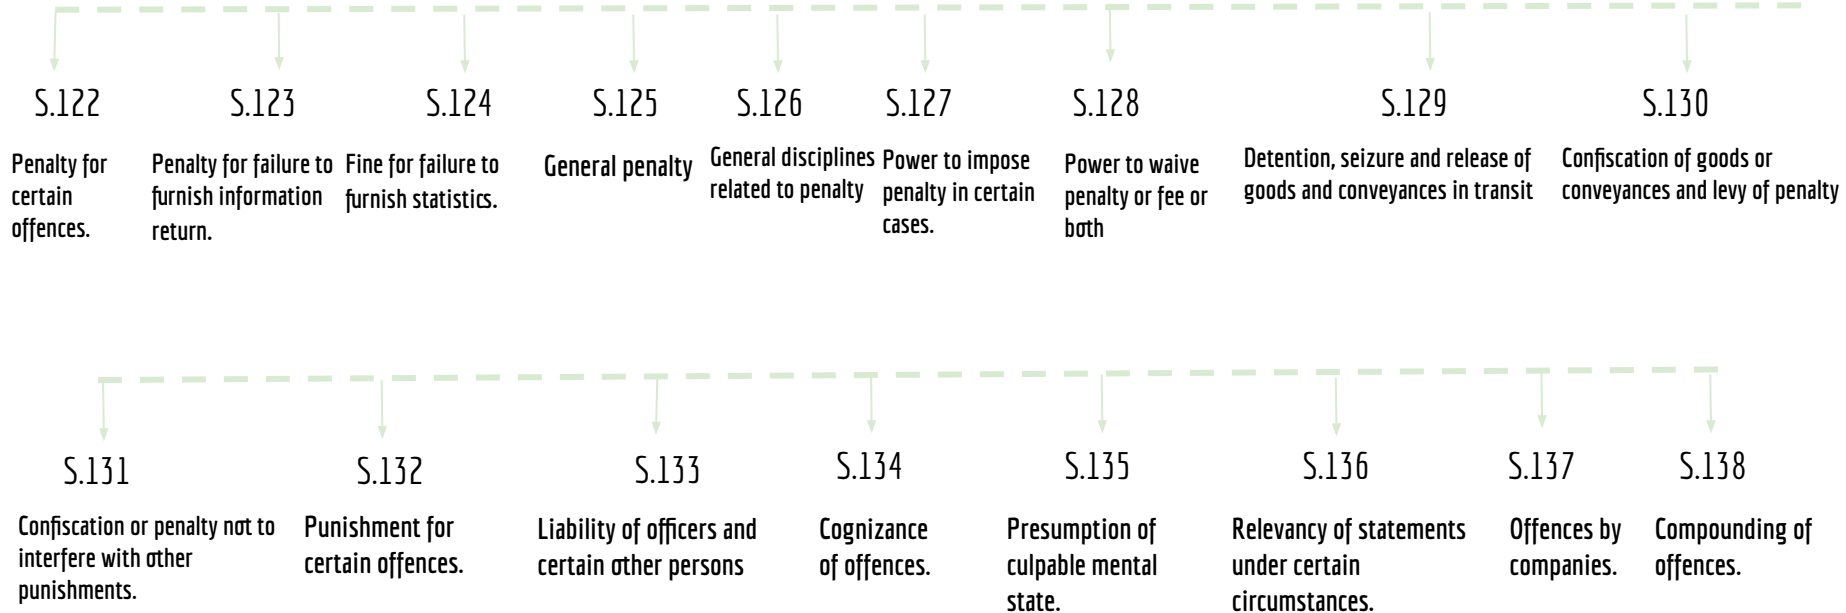 S.122
Penalty for
certain
offences.
S.123
Penalty for failure to
furnish information
return.
S.124
Fine for failure to
furnish statistics.
S.125
General penalty
S.126
General disciplines
related to penalty
S.127
Power to impose
penalty in certain
cases.
S.128
Power to waive
penalty or fee or
both
S.129
Detention, seizure and release of
goods and conveyances in transit
S.130
Confiscation of goods or
conveyances and levy of penalty
S.131
Confiscation or penalty not to
interfere with other
punishments.
S.132
Punishment for
certain offences.
S.133
Liability of officers and
certain other persons
S.134
Cognizance
of offences.
S.135
Presumption of
culpable mental
state.
S.136
Relevancy of statements
under certain
circumstances.
S.137
Offences by
companies.
S.138
Compounding of
offences.